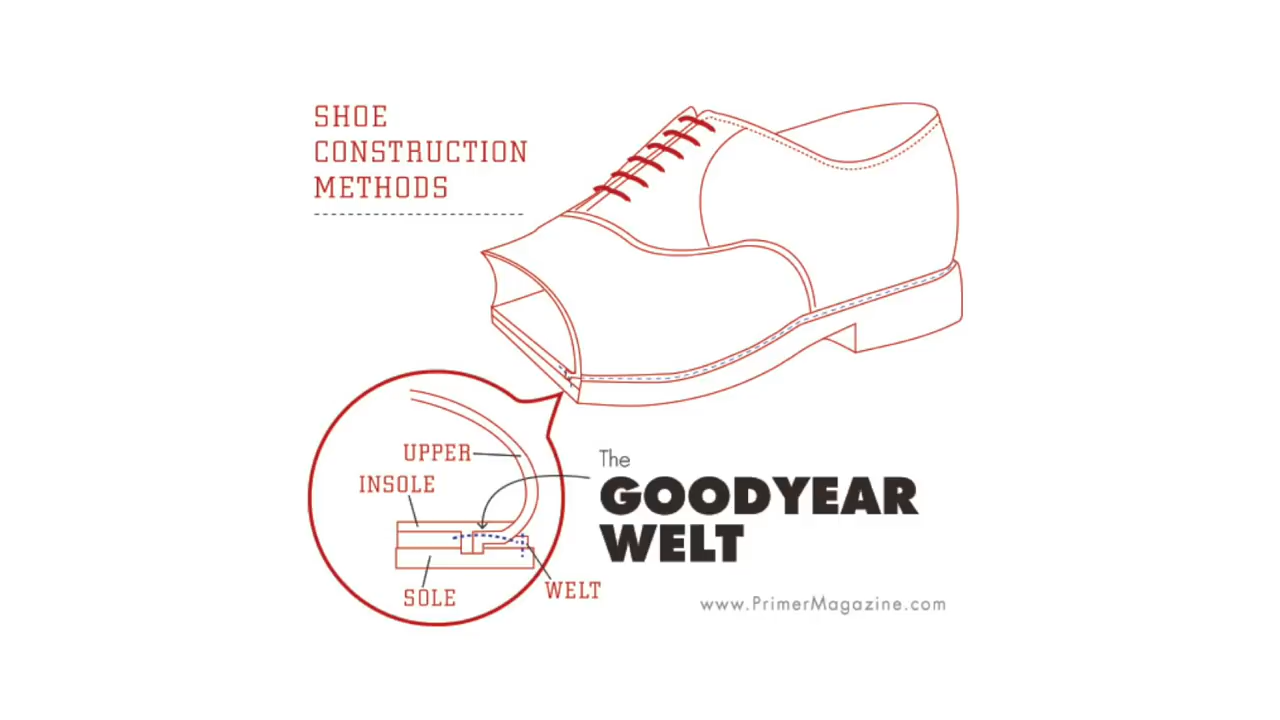 SHOE
CONSTRUCTION
METHODS
UPPER
INSOLE
SOLE
WELT
The
GOODYEAR
WELT
www.PrimerMagazine.com